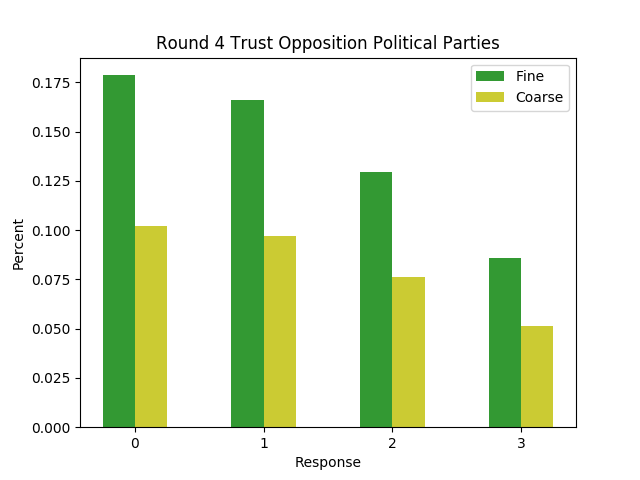 Round 4 Trust Opposition Political Parties
Fine
Coarse
0.175
0.150
0.125
0.100
0.075
0.050
0.025
0.000
Percent
0 1 2 3
Response